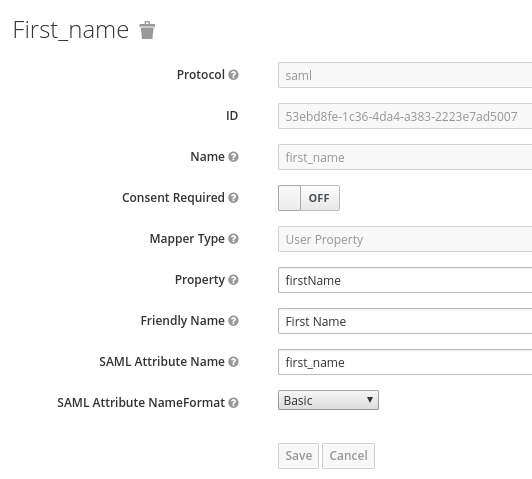 First_name
Protocol ? saml
ID 53ebd8fe-1c36-4da4-a383-2223e7ad5007
Name ? first_name
Consent Required ? OFF
Mapper Type ? User Property
Property ? firstName
Friendly Name ? First Name
SAML Attribute Name ? first_name
SAML Attribute NameFormat ? Basic
Save Cancel